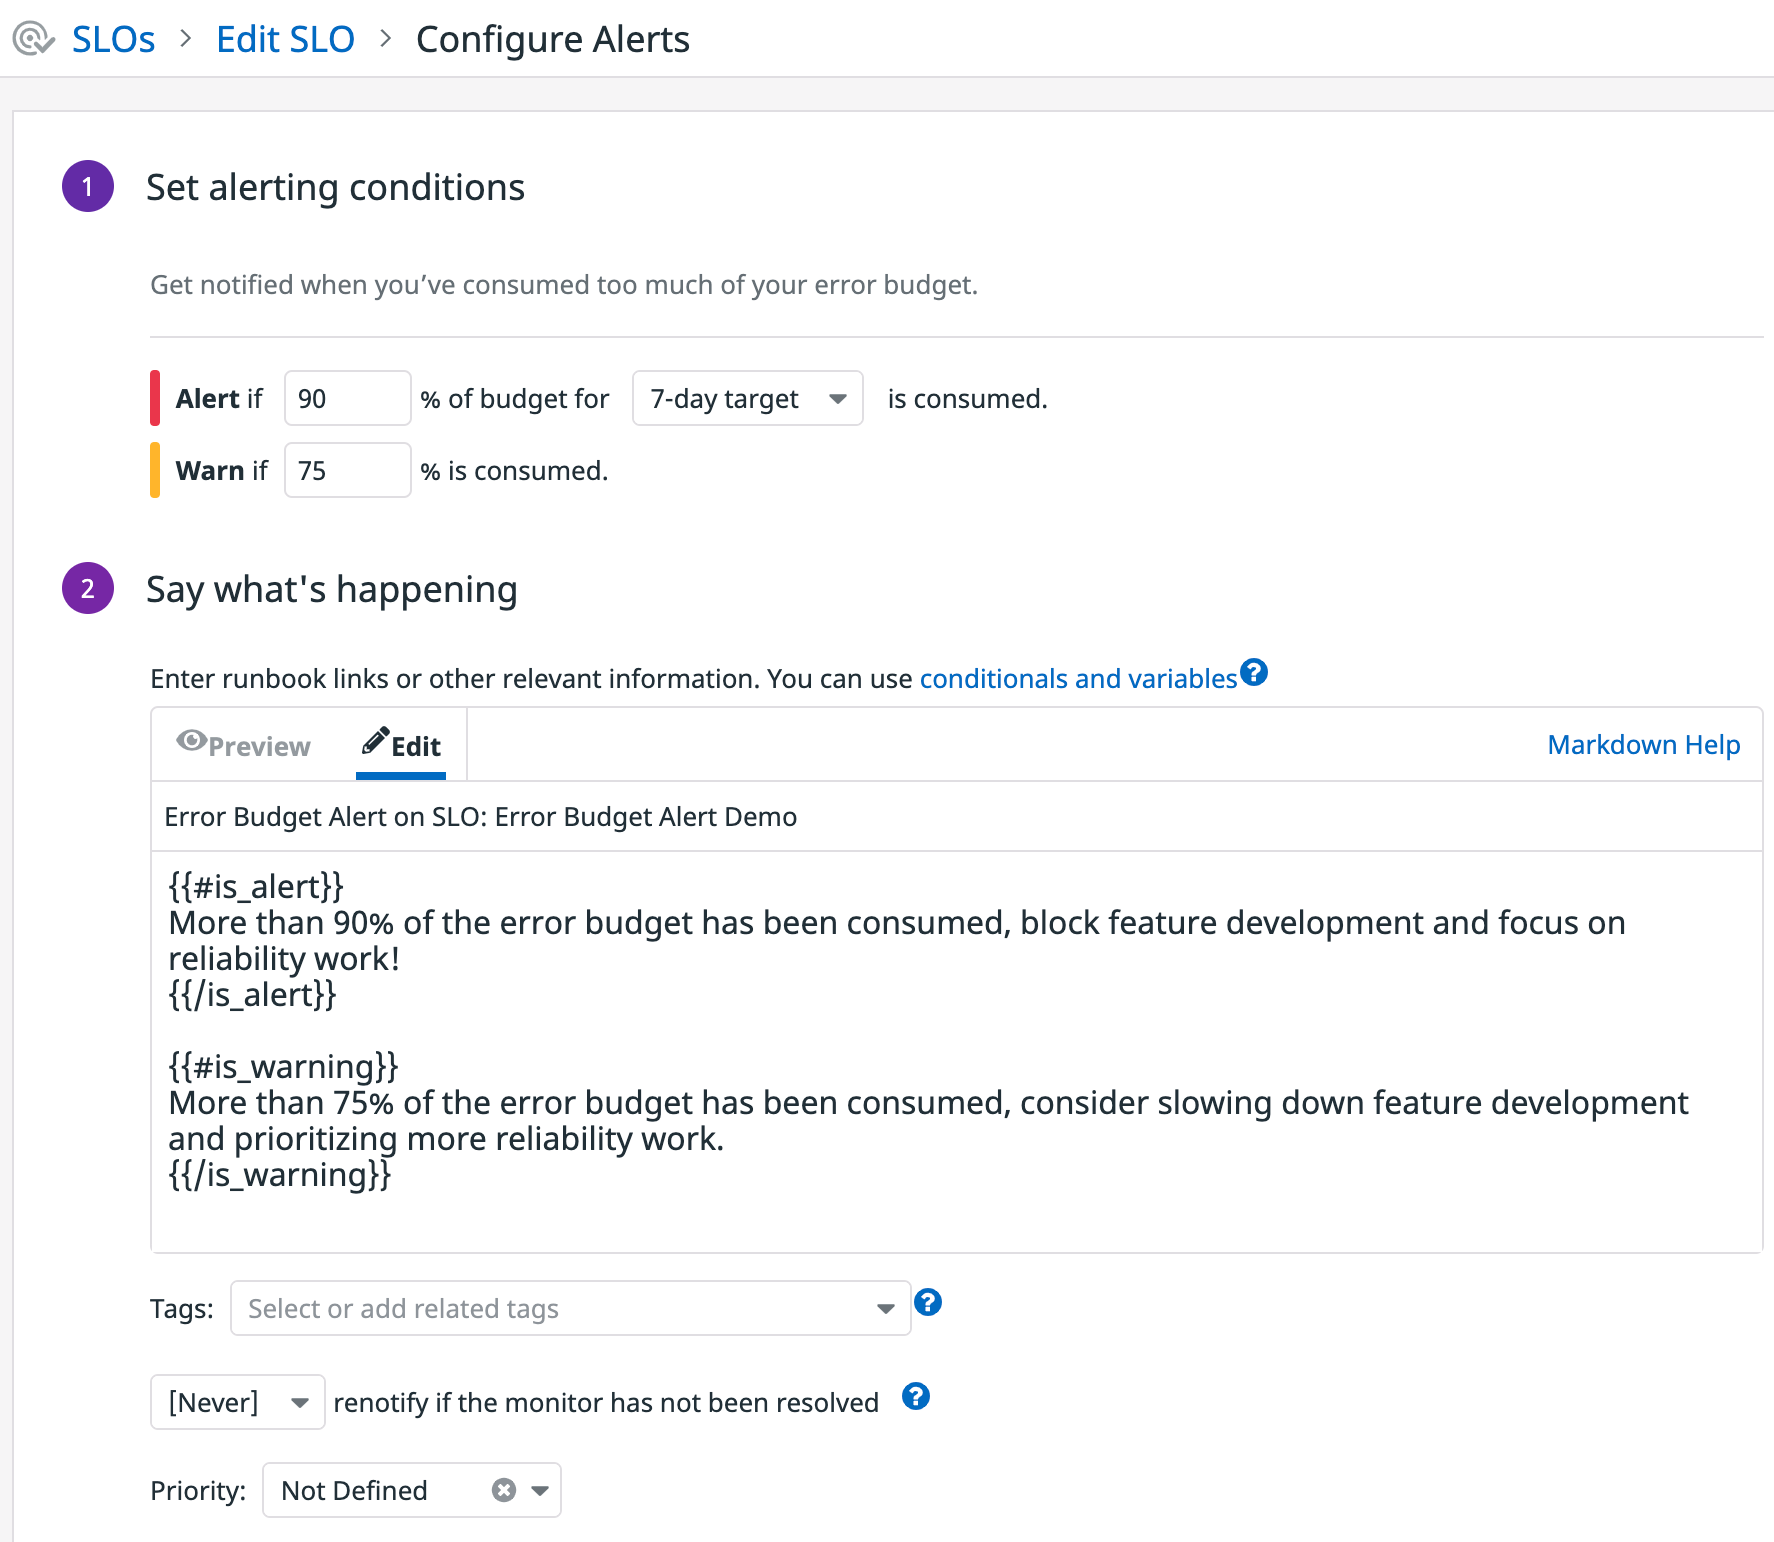 SLOs > Edit SLO > Configure Alerts
1 Set alerting conditions
Get notified when you’ve consumed too much of your error budget.
Alert if 90 % of budget for 7-day target is consumed.
Warn if 75 % is consumed.
2 Say what's happening
Enter runbook links or other relevant information. You can use conditionals and variables ?
Preview Edit Markdown Help
Error Budget Alert on SLO: Error Budget Alert Demo
{{#is_alert}}
More than 90% of the error budget has been consumed, block feature development and focus on
reliability work!
{{/is_alert}}
{{#is_warning}}
More than 75% of the error budget has been consumed, consider slowing down feature development
and prioritizing more reliability work.
{{/is_warning}}
Tags: Select or add related tags ?
[Never] renotify if the monitor has not been resolved ?
Priority: Not Defined